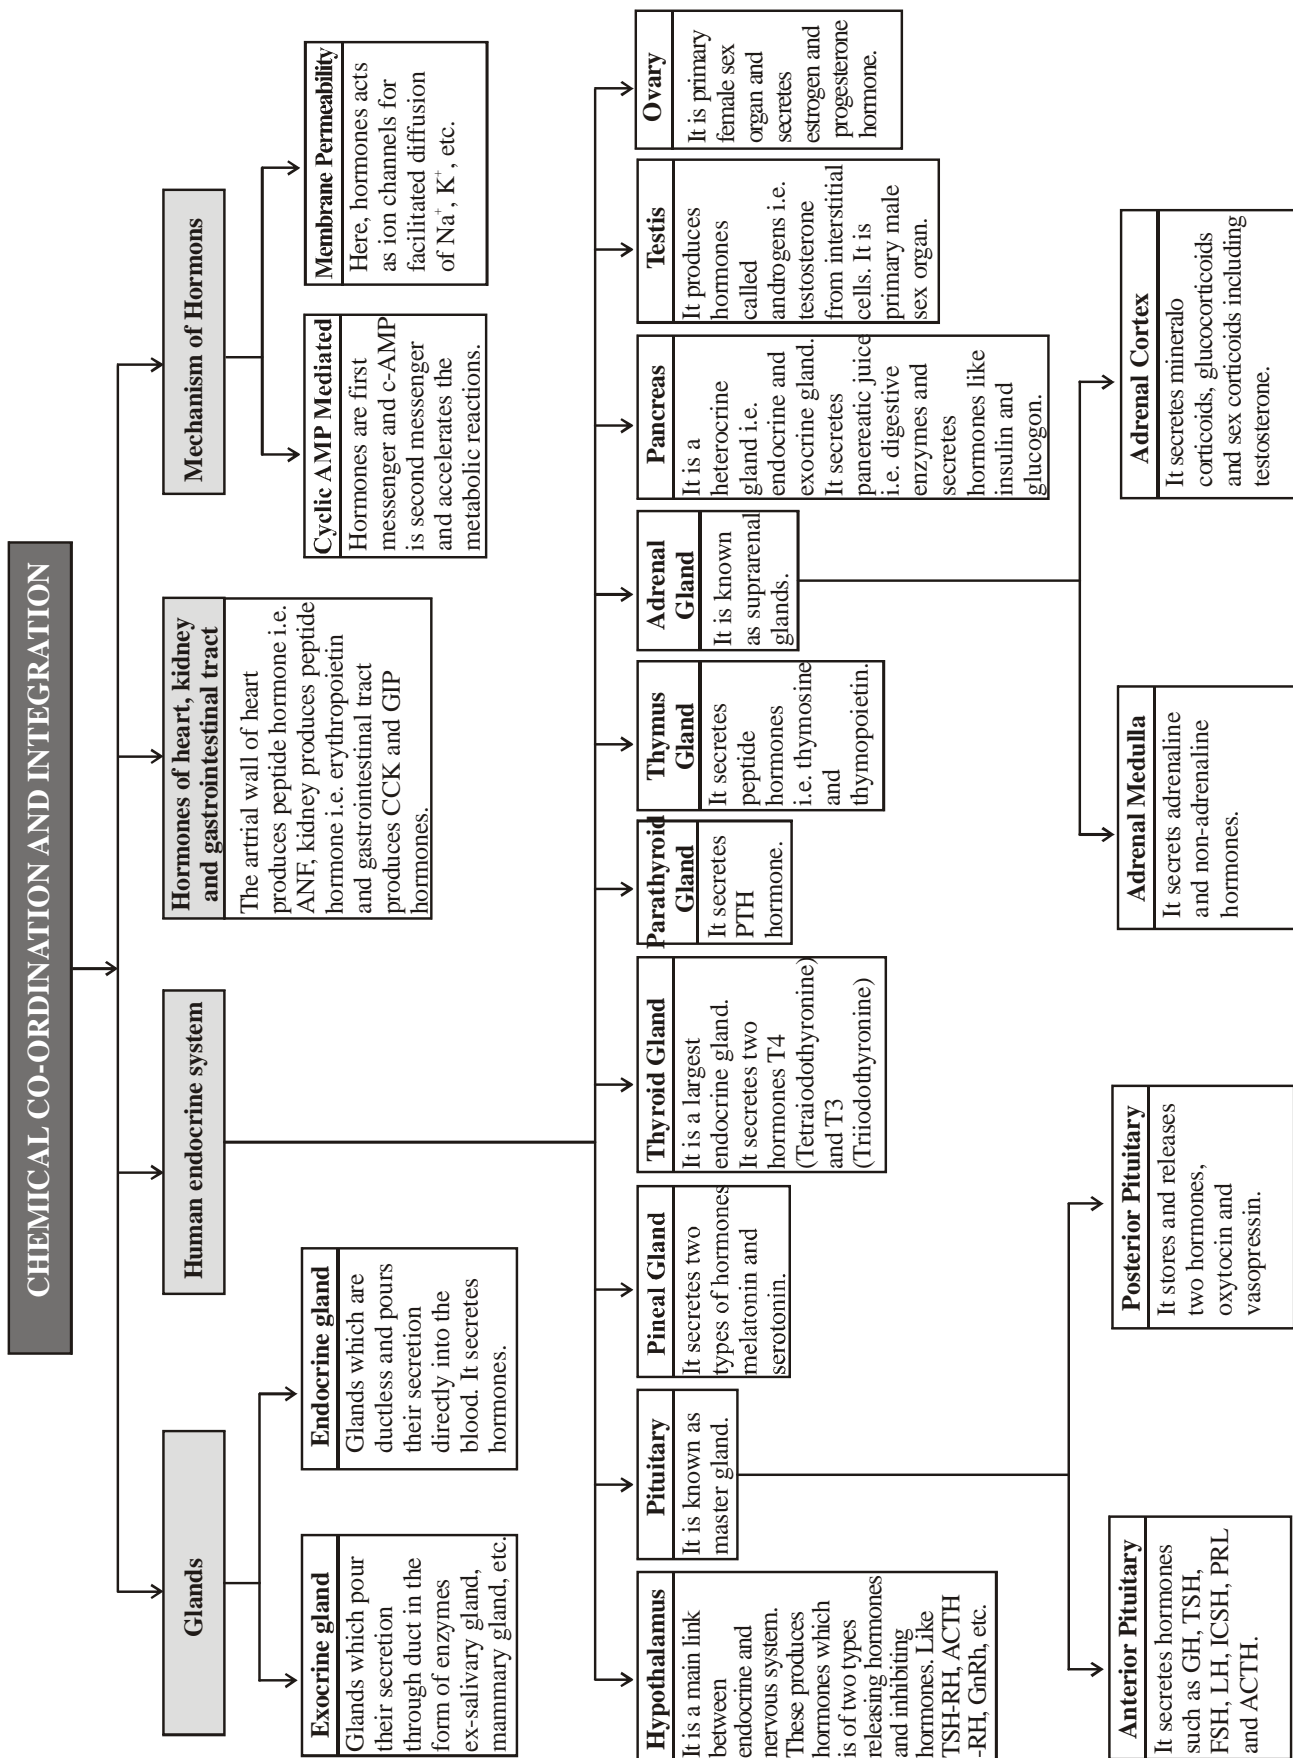 CHEMICAL CO-ORDINATION AND INTEGRATION
Glands
Exocrine gland
Glands which pour
their secretion
through duct in the
form of enzymes
ex-salivary gland,
mammary gland, etc.
Endocrine gland
Glands which are
ductless and pours
their secretion
directly into the
blood. It secretes
hormones.
Human endocrine system
Hypothalamus
It is a main link
between
endocrine and
nervous system.
These produces
hormones which
is of two types
releasing hormones
and inhibiting
hormones. Like
TSH-RH, ACTH
-RH, GnRh, etc.
Pituitary
It is known as
master gland.
Anterior Pituitary
It secretes hormones
such as GH, TSH,
FSH, LH, ICSH, PRL
and ACTH.
Posterior Pituitary
It stores and releases
two hormones,
oxytocin and
vasopressin.
Pineal Gland
It secretes two
types of hormones
melatonin and
serotonin.
Thyroid Gland
It is a largest
endocrine gland.
It secretes two
hormones T4
(Tetraiodothyronine)
and T3
(Triiodothyronine)
Parathyroid
Gland
It secretes
PTH
hormone.
Thymus
Gland
It secretes
peptide
hormones
i.e. thymosine
and
thymopoietin.
Adrenal
Gland
It is known
as suprarenal
glands.
Adrenal Medulla
It secrets adrenaline
and non-adrenaline
hormones.
Adrenal Cortex
It secretes mineralo
corticoids, glucocorticoids
and sex corticoids including
testosterone.
Pancreas
It is a
heterocrine
gland i.e.
endocrine and
exocrine gland.
It secretes
panereatic juice
i.e. digestive
enzymes and
secretes
hormones like
insulin and
glucogon.
Testis
It produces
hormones
called
androgens i.e.
testosterone
from interstitial
cells. It is
primary male
sex organ.
Ovary
It is primary
female sex
organ and
secretes
estrogen and
progesterone
hormone.
Hormones of heart, kidney
and gastrointestinal tract
The artrial wall of heart
produces peptide hormone i.e.
ANF, kidney produces peptide
hormone i.e. erythropoietin
and gastrointestinal tract
produces CCK and GIP
hormones.
Mechanism of Hormons
Cyclic AMP Mediated
Hormones are first
messenger and c-AMP
is second messenger
and accelerates the
metabolic reactions.
Membrane Permeability
Here, hormones acts
as ion channels for
facilitated diffusion
of Na⁺, K⁺, etc.